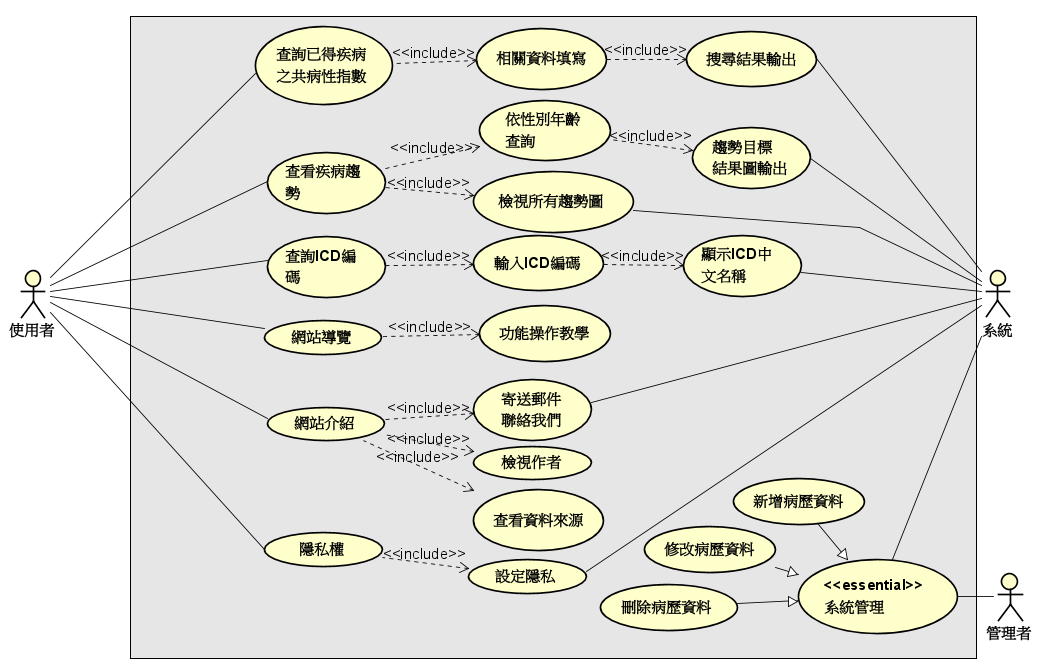 查詢已得疾病
之共病性指數
<<include>>
相關資料填寫
<<include>>
搜尋結果輸出
依性別年齡
查詢
<<include>>
<<include>>
趨勢目標
結果圖輸出
查看疾病趨
勢
<<include>>
檢視所有趨勢圖
查詢ICD編
碼
<<include>>
輸入ICD編碼
<<include>>
顯示ICD中
文名稱
使用者
系統
網站導覽
<<include>>
功能操作教學
寄送郵件
聯絡我們
<<include>>
網站介紹
<<include>>
<<include>>
檢視作者
查看資料來源
新增病歷資料
隱私權
<<include>>
設定隱私
修改病歷資料
<<essential>>
系統管理
刪除病歷資料
管理者